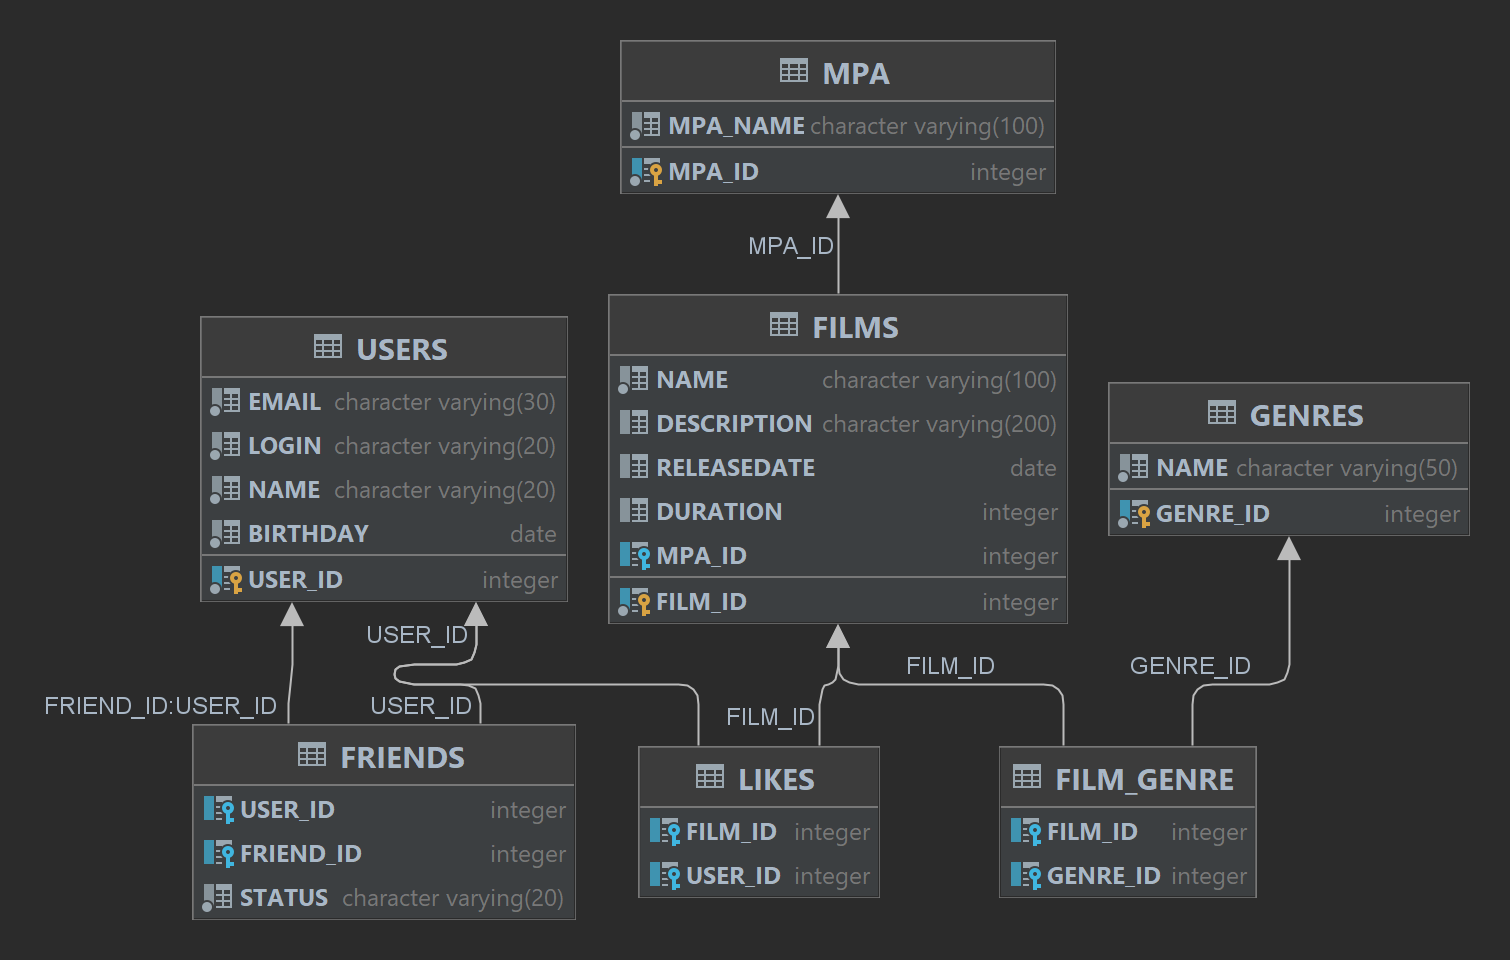 MPA
MPA_NAME character varying(100)
MPA_ID integer
MPA_ID
USERS
EMAIL character varying(30)
LOGIN character varying(20)
NAME character varying(20)
BIRTHDAY date
USER_ID integer
FILMS
NAME character varying(100)
DESCRIPTION character varying(200)
RELEASEDATE date
DURATION integer
MPA_ID integer
FILM_ID integer
GENRES
NAME character varying(50)
GENRE_ID integer
USER_ID
FRIEND_ID:USER_ID
USER_ID
FILM_ID
FILM_ID
GENRE_ID
FRIENDS
USER_ID integer
FRIEND_ID integer
STATUS character varying(20)
LIKES
FILM_ID integer
USER_ID integer
FILM_GENRE
FILM_ID integer
GENRE_ID integer